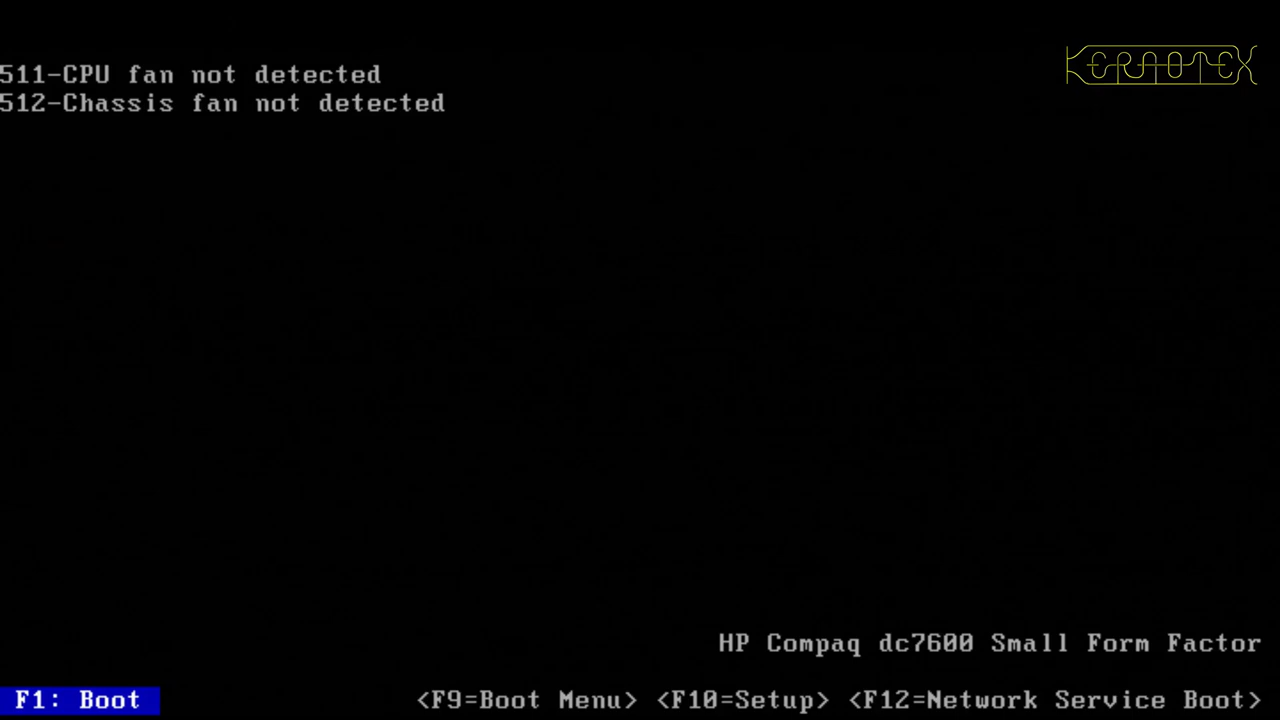 KERNOTEX
511-CPU fan not detected
512-Chassis fan not detected
HP Compaq dc7600 Small Form Factor
F1: Boot <F9=Boot Menu> <F10=Setup> <F12=Network Service Boot>